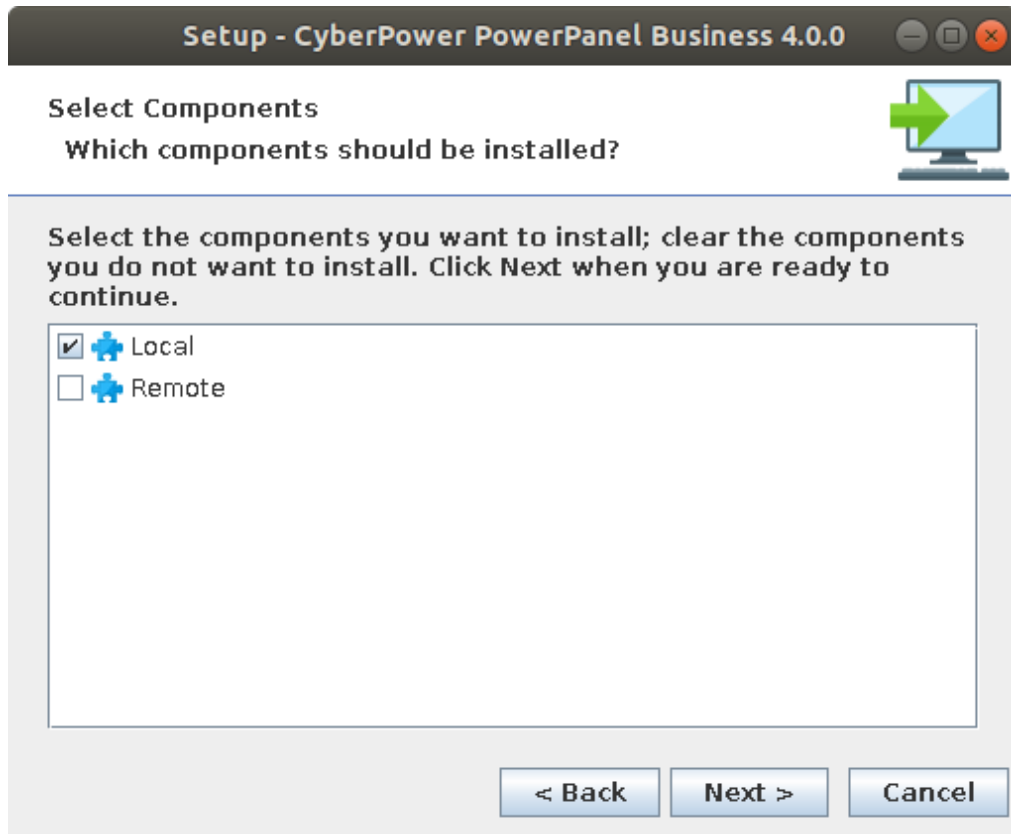 Setup - CyberPower PowerPanel Business 4.0.0
Select Components
Which components should be installed?
Select the components you want to install; clear the components
you do not want to install. Click Next when you are ready to
continue.
Local
Remote
< Back
Next >
Cancel